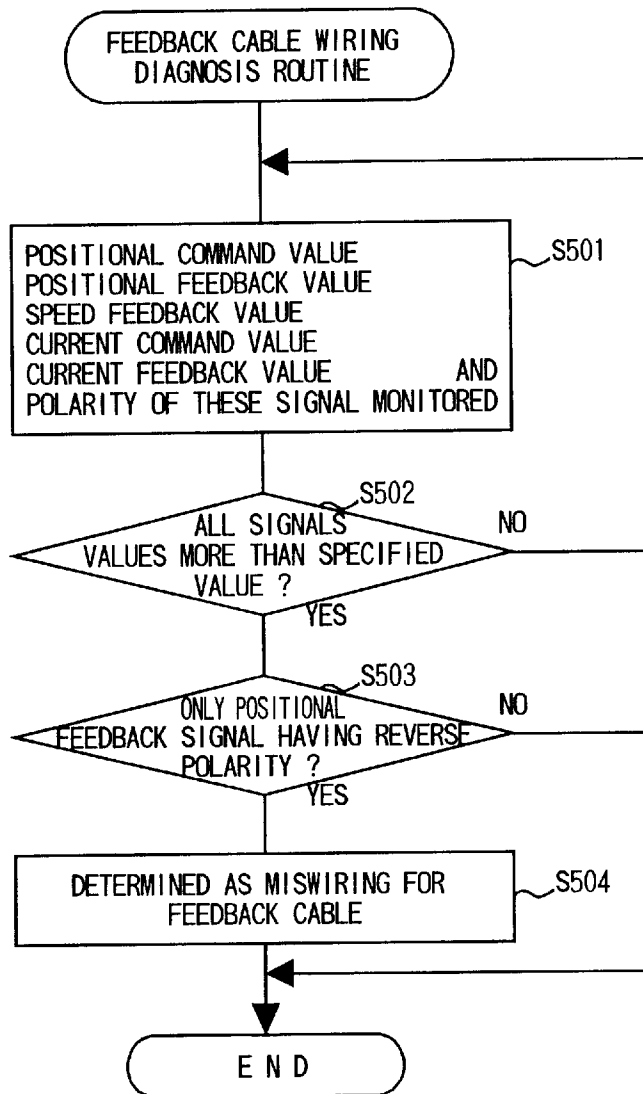 FEEDBACK CABLE WIRING
DIAGNOSIS ROUTINE
POSITIONAL COMMAND VALUE
POSITIONAL FEEDBACK VALUE
SPEED FEEDBACK VALUE
CURRENT COMMAND VALUE
CURRENT FEEDBACK VALUE AND
POLARITY OF THESE SIGNAL MONITORED
S501
S502
ALL SIGNALS
VALUES MORE THAN SPECIFIED
VALUE ?
NO
YES
S503
ONLY POSITIONAL
FEEDBACK SIGNAL HAVING REVERSE
POLARITY ?
NO
YES
DETERMINED AS MISWIRING FOR
FEEDBACK CABLE
S504
END